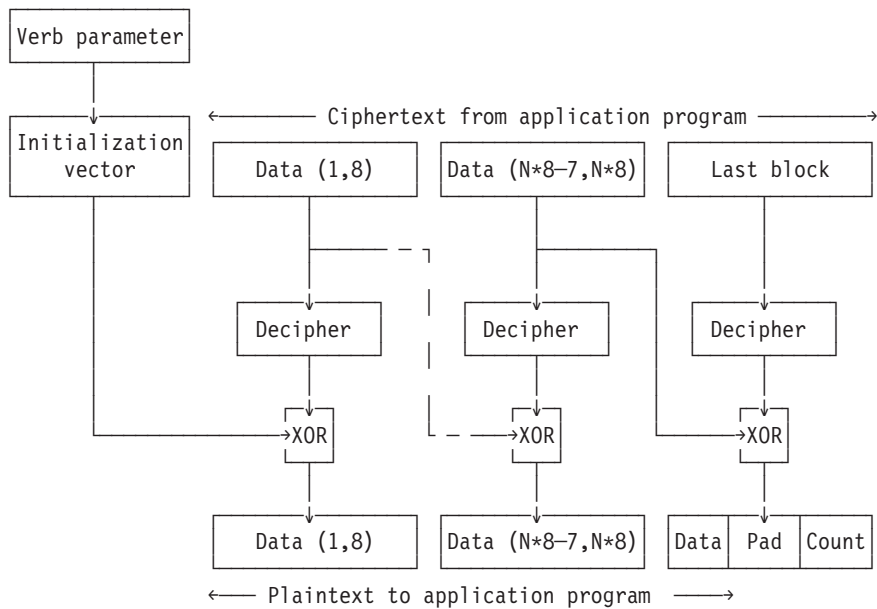 Verb parameter
Ciphertext from application program
Initialization
vector
Data (1,8)
Data (N*8–7,N*8)
Last block
Decipher
Decipher
Decipher
XOR
XOR
XOR
Data (1,8)
Data (N*8–7,N*8)
Data
Pad
Count
Plaintext to application program